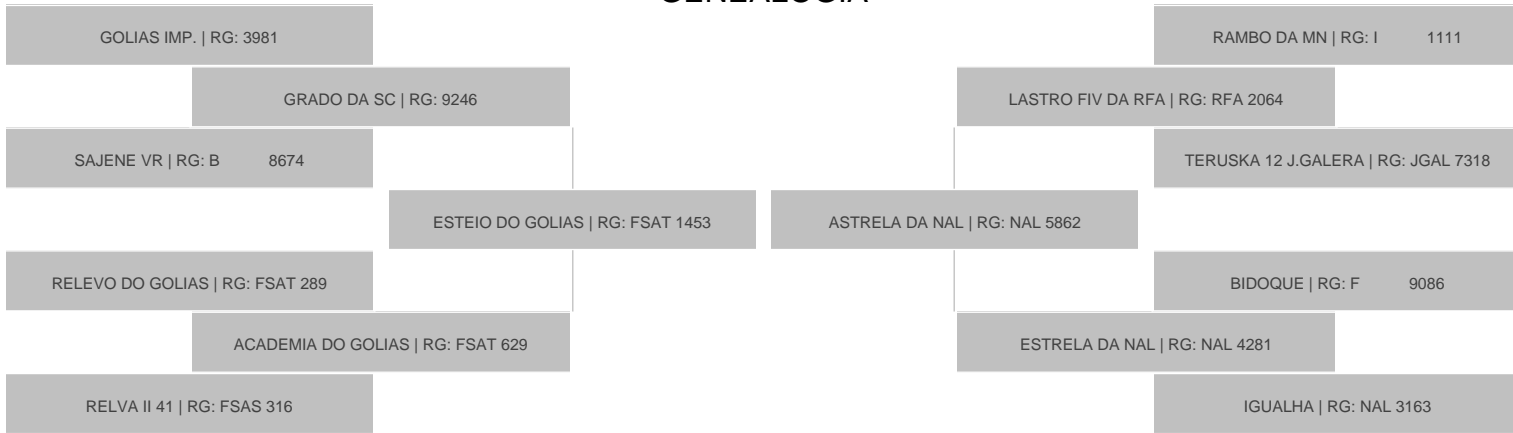 GENEALOGIA
GOLIAS IMP. | RG: 3981
RAMBO DA MN | RG: I 1111
GRADO DA SC | RG: 9246
LASTRO FIV DA RFA | RG: RFA 2064
SAJENE VR | RG: B 8674
TERUSKA 12 J.GALERA | RG: JGAL 7318
ESTEIO DO GOLIAS | RG: FSAT 1453
ASTRELA DA NAL | RG: NAL 5862
RELEVO DO GOLIAS | RG: FSAT 289
BIDOQUE | RG: F 9086
ACADEMIA DO GOLIAS | RG: FSAT 629
ESTRELA DA NAL | RG: NAL 4281
RELVA II 41 | RG: FSAS 316
IGUALHA | RG: NAL 3163